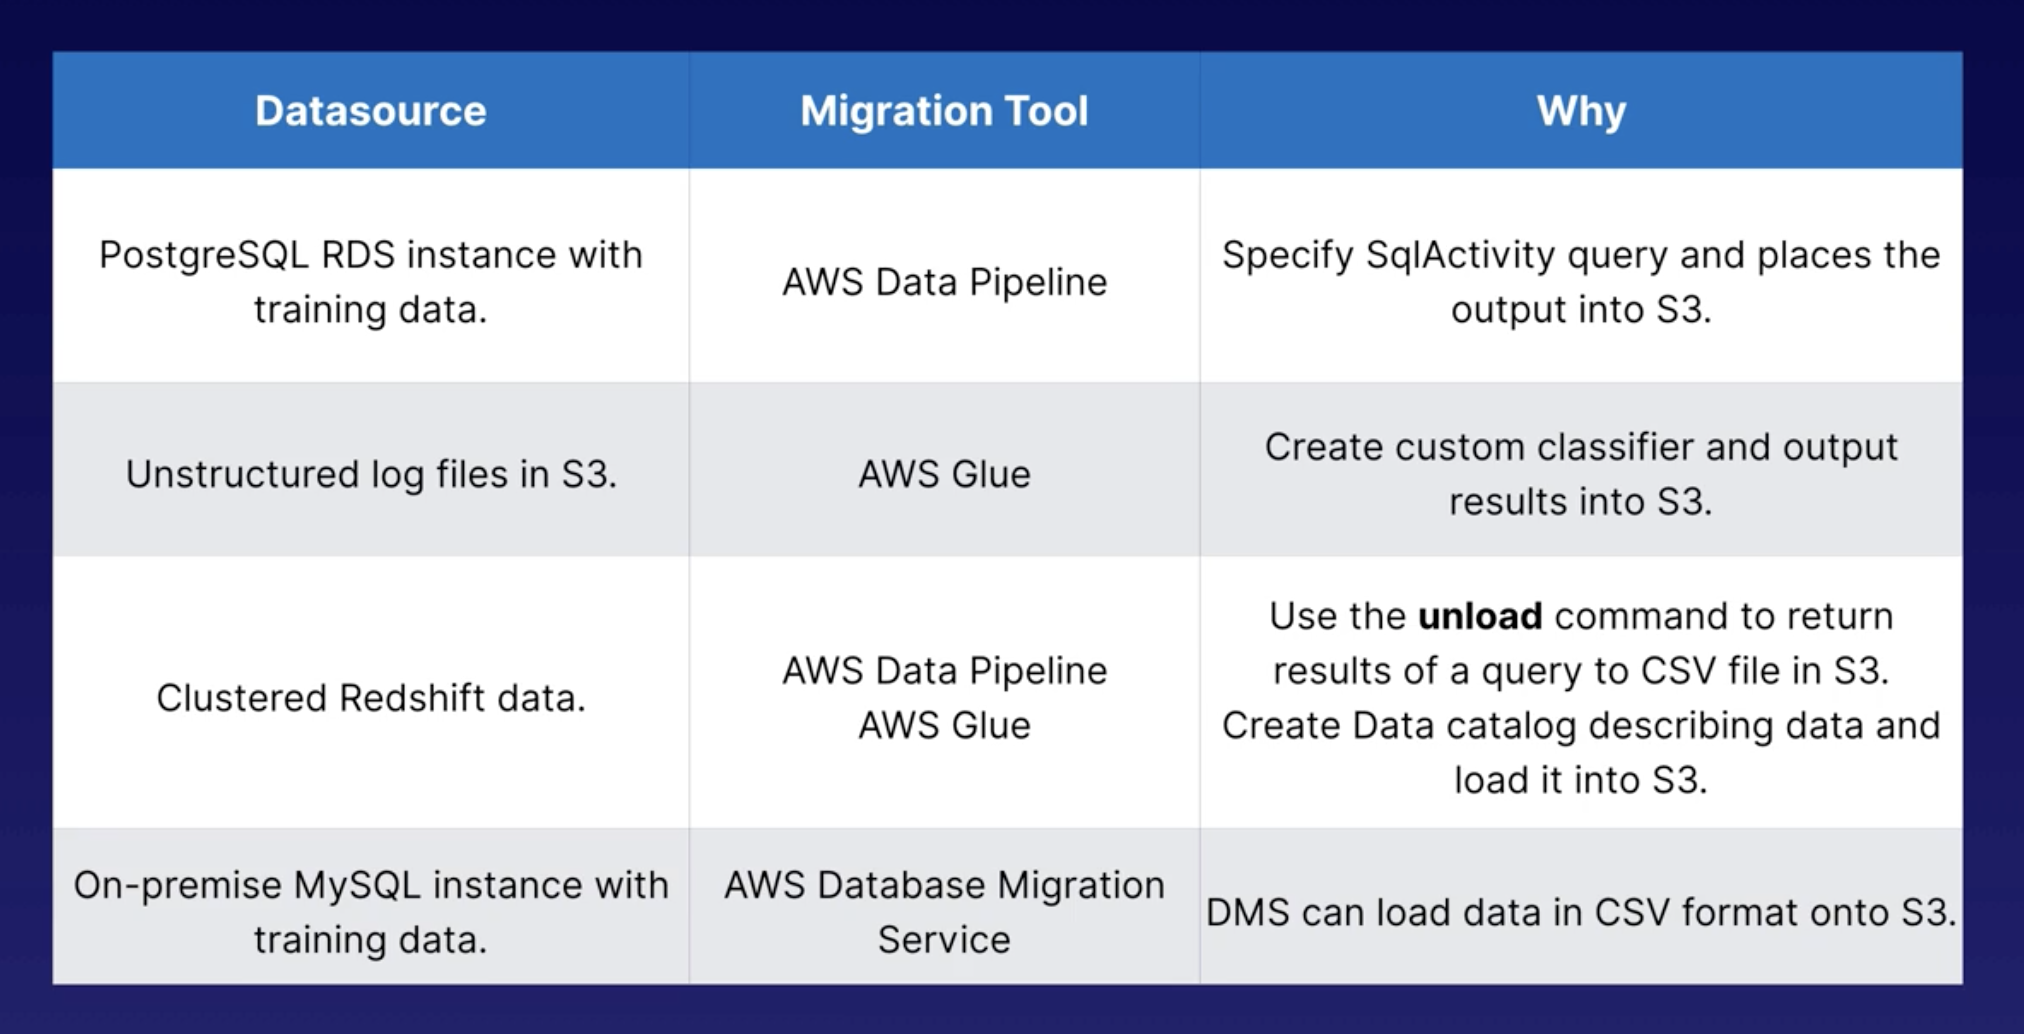 Datasource
Migration Tool
Why
PostgreSQL RDS instance with
training data.
AWS Data Pipeline
Specify SqlActivity query and places the
output into S3.
Unstructured log files in S3.
AWS Glue
Create custom classifier and output
results into S3.
Clustered Redshift data.
AWS Data Pipeline
AWS Glue
Use the unload command to return
results of a query to CSV file in S3.
Create Data catalog describing data and
load it into S3.
On-premise MySQL instance with
training data.
AWS Database Migration
Service
DMS can load data in CSV format onto S3.